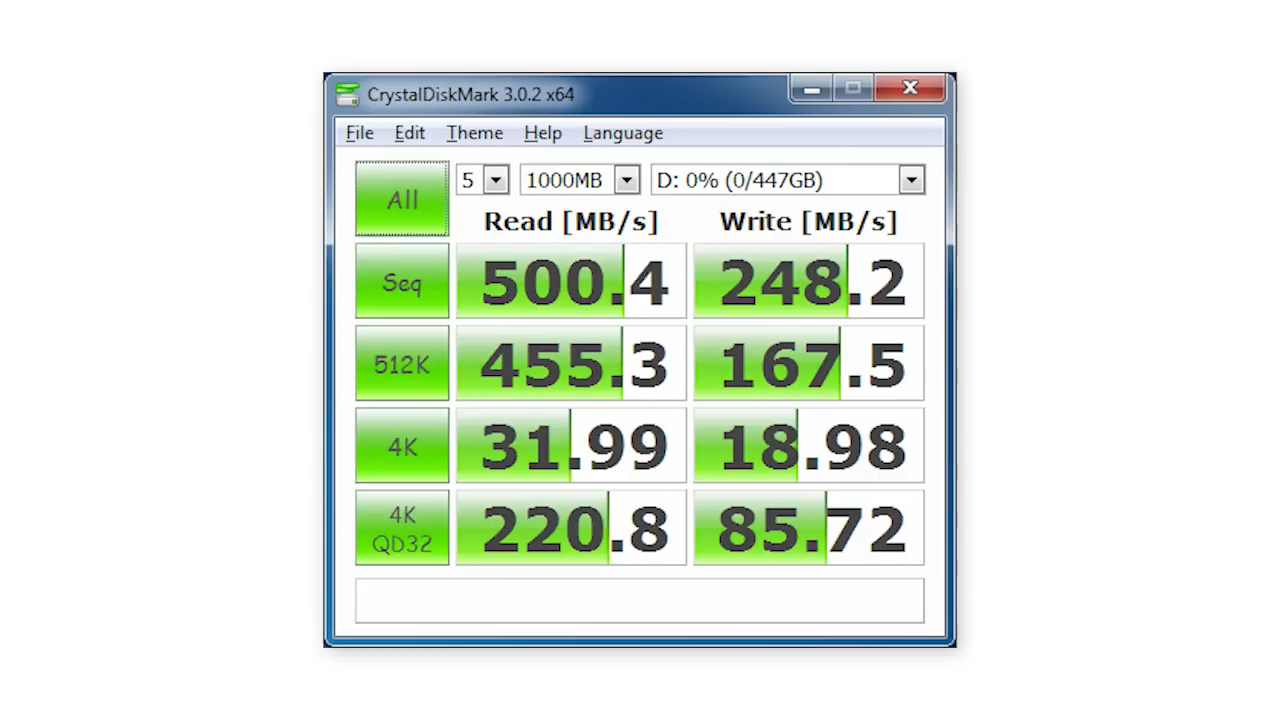 CrystalDiskMark 3.0.2 x64
File Edit Theme Help Language
All 5 1000MB D: 0% (0/447GB)
Read [MB/s] Write [MB/s]
Seq 500.4 248.2
512K 455.3 167.5
4K 31.99 18.98
4K
QD32 220.8 85.72